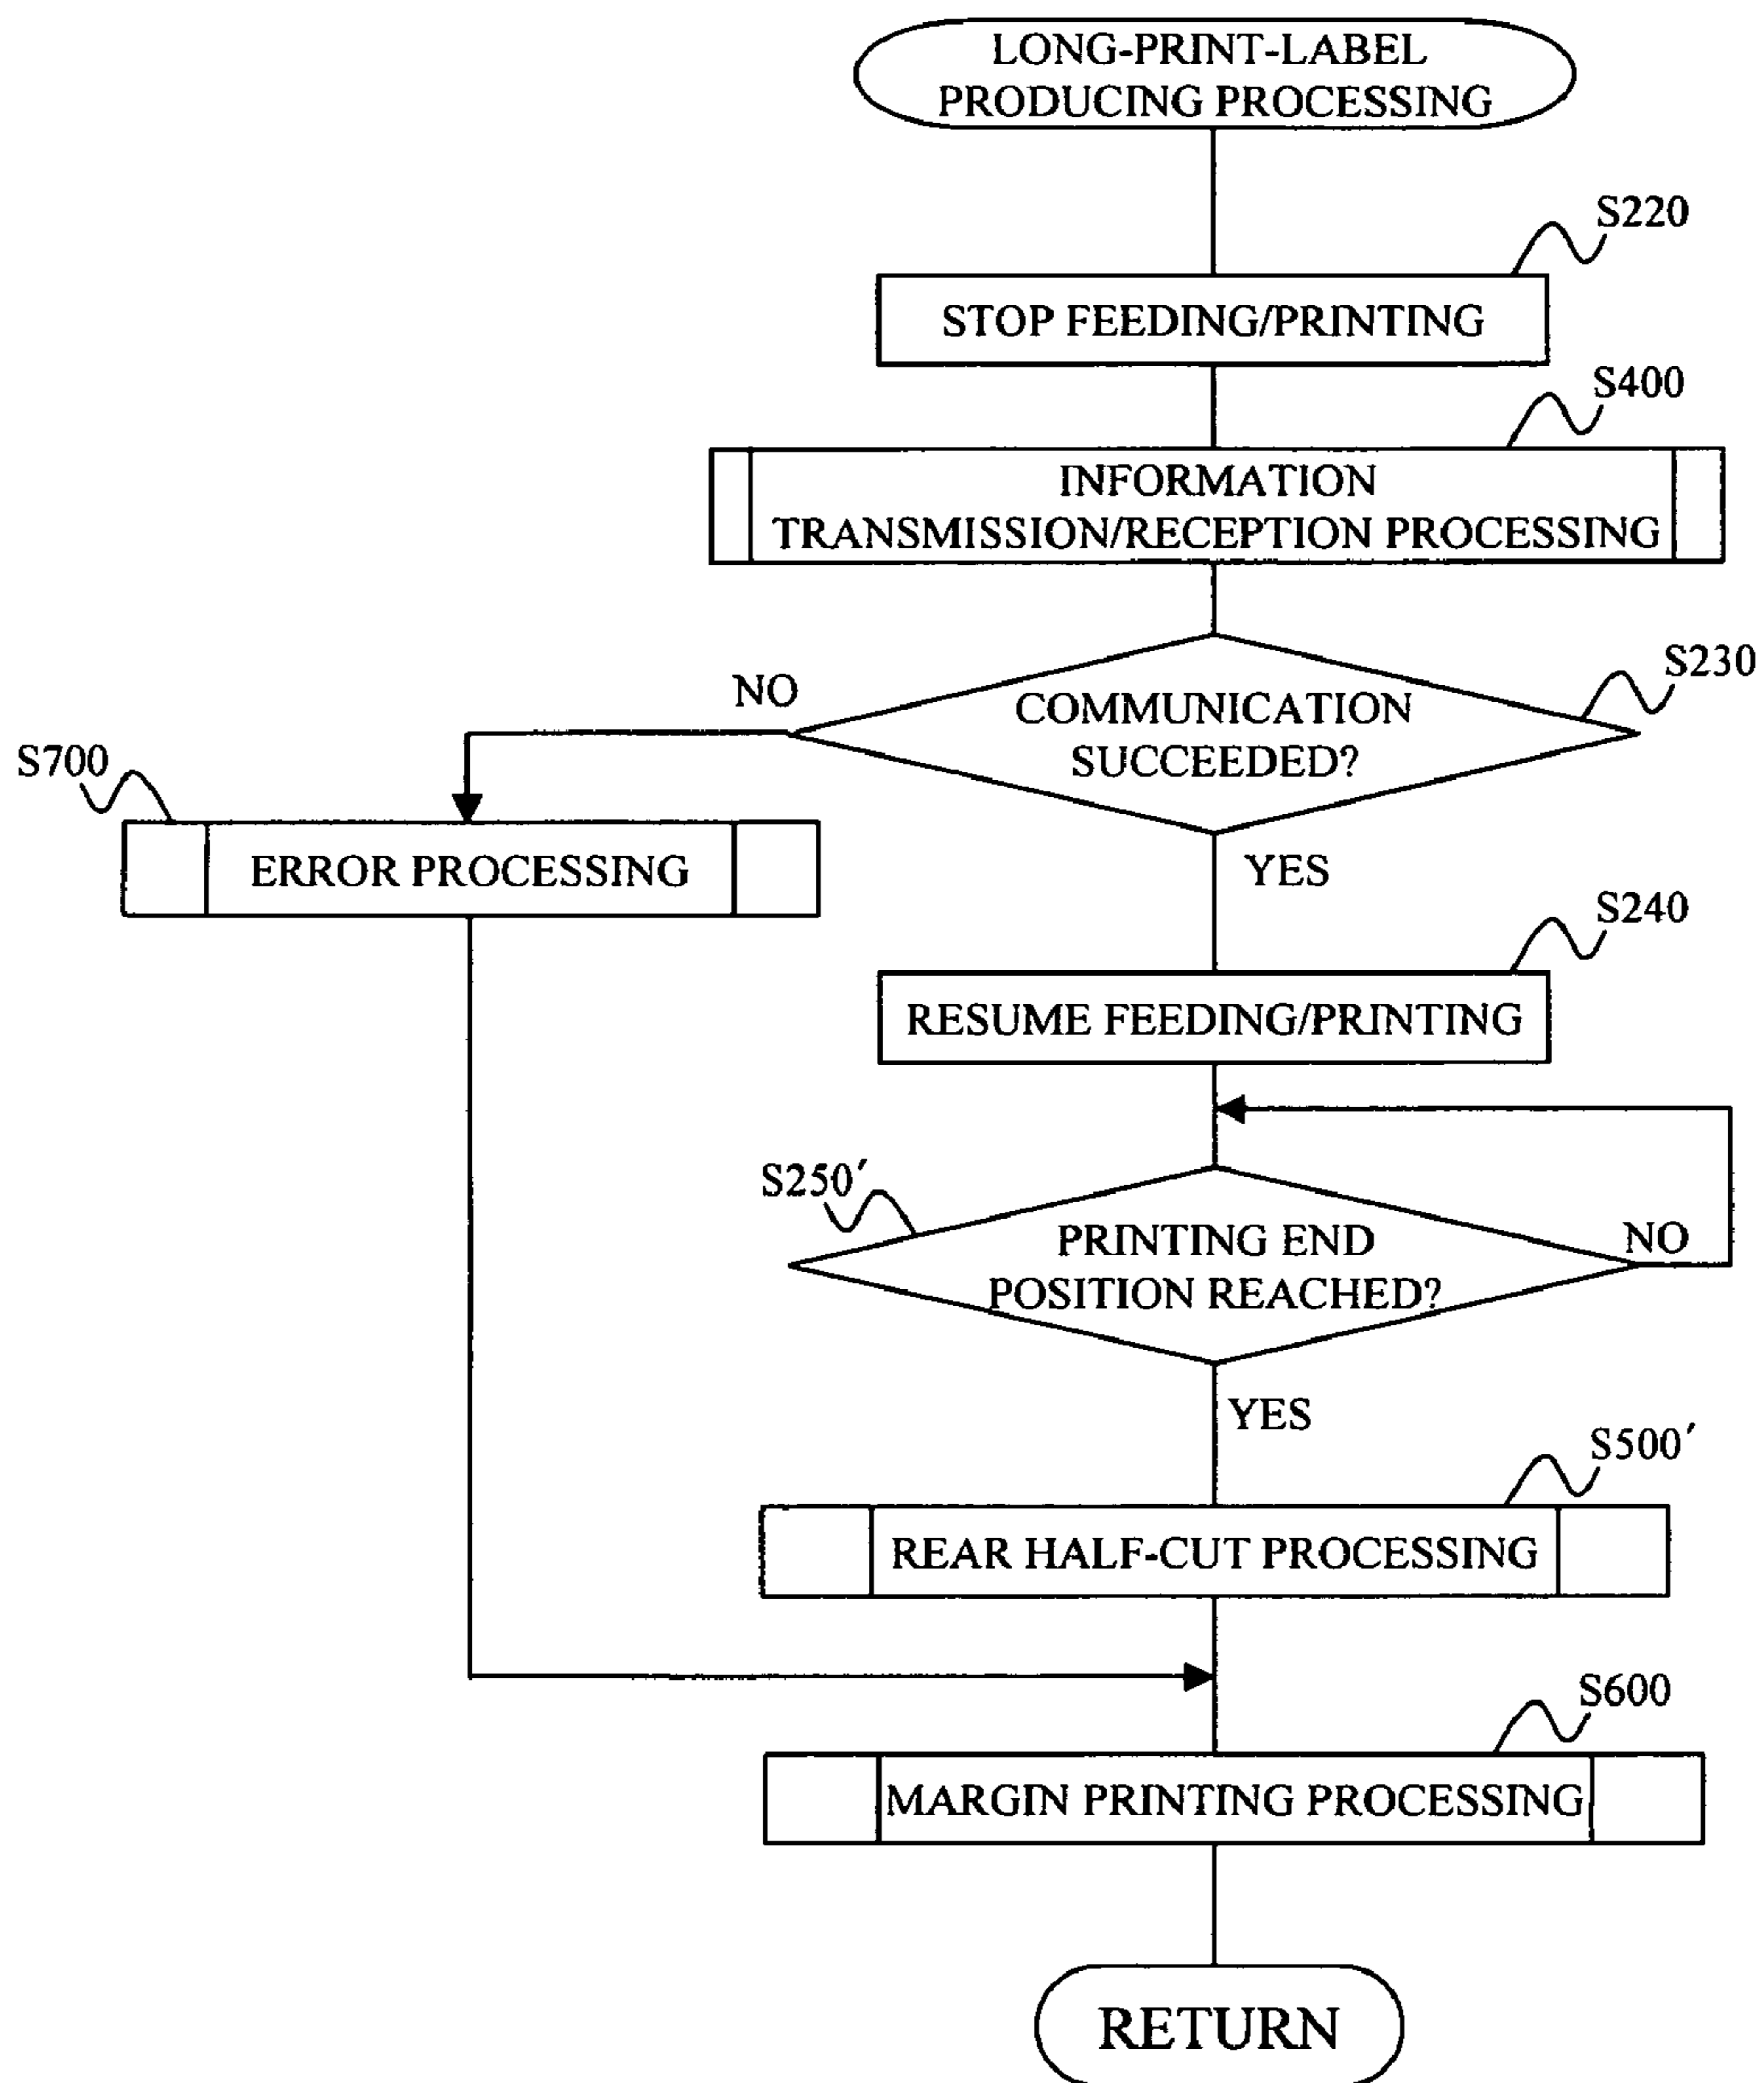 LONG-PRINT-LABEL
PRODUCING PROCESSING
S220
STOP FEEDING/PRINTING
S400
INFORMATION
TRANSMISSION/RECEPTION PROCESSING
S230
NO
COMMUNICATION
SUCCEEDED?
S700
ERROR PROCESSING
YES
S240
RESUME FEEDING/PRINTING
S250′
PRINTING END
POSITION REACHED?
NO
YES
S500′
REAR HALF-CUT PROCESSING
S600
MARGIN PRINTING PROCESSING
RETURN